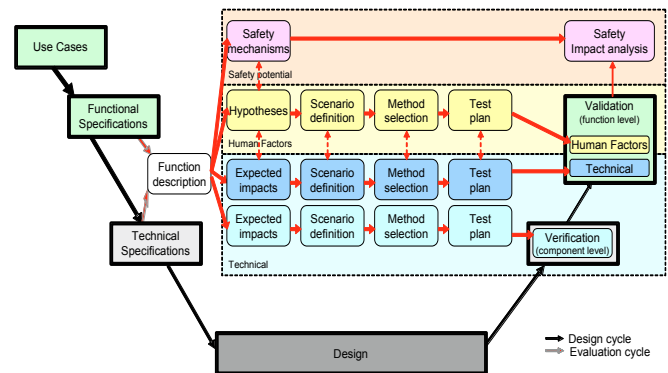 Use Cases
Functional
Specifications
Function
description
Technical
Specifications
Safety
mechanisms
Safety
Impact analysis
Safety potential
Hypotheses
Scenario
definition
Method
selection
Test
plan
Human Factors
Validation
(function level)
Human Factors
Technical
Expected
impacts
Scenario
definition
Method
selection
Test
plan
Expected
impacts
Scenario
definition
Method
selection
Test
plan
Verification
(component level)
Technical
Design
Design cycle
Evaluation cycle